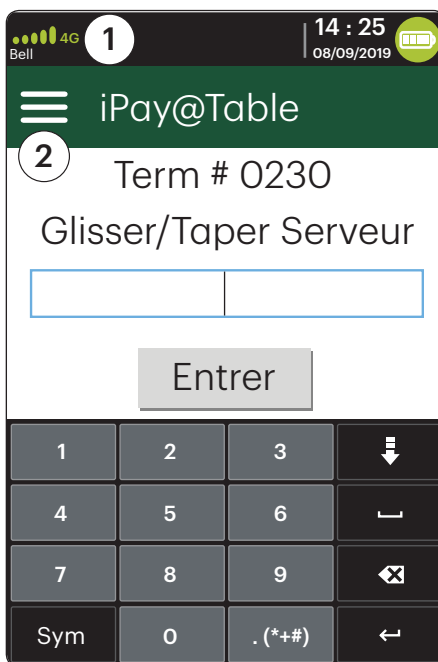 4G 1 14 : 25
Bell 08/09/2019
iPay@Table
2
Term # 0230
Glisser/Taper Serveur
Entrer
1 2 3
4 5 6
7 8 9
Sym 0 . (*+#)